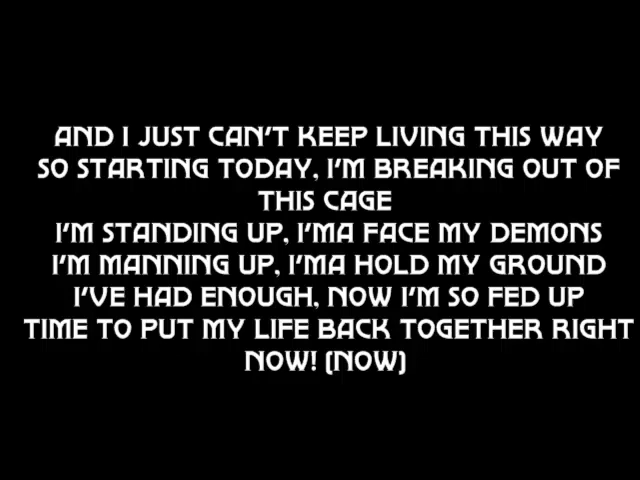 AND I JUST CAN'T KEEP LIVING THIS WAY
SO STARTING TODAY, I'M BREAKING OUT OF
THIS CAGE
I'M STANDING UP, I'MA FACE MY DEMONS
I'M MANNING UP, I'MA HOLD MY GROUND
I'VE HAD ENOUGH, NOW I'M SO FED UP
TIME TO PUT MY LIFE BACK TOGETHER RIGHT
NOW! (NOW)